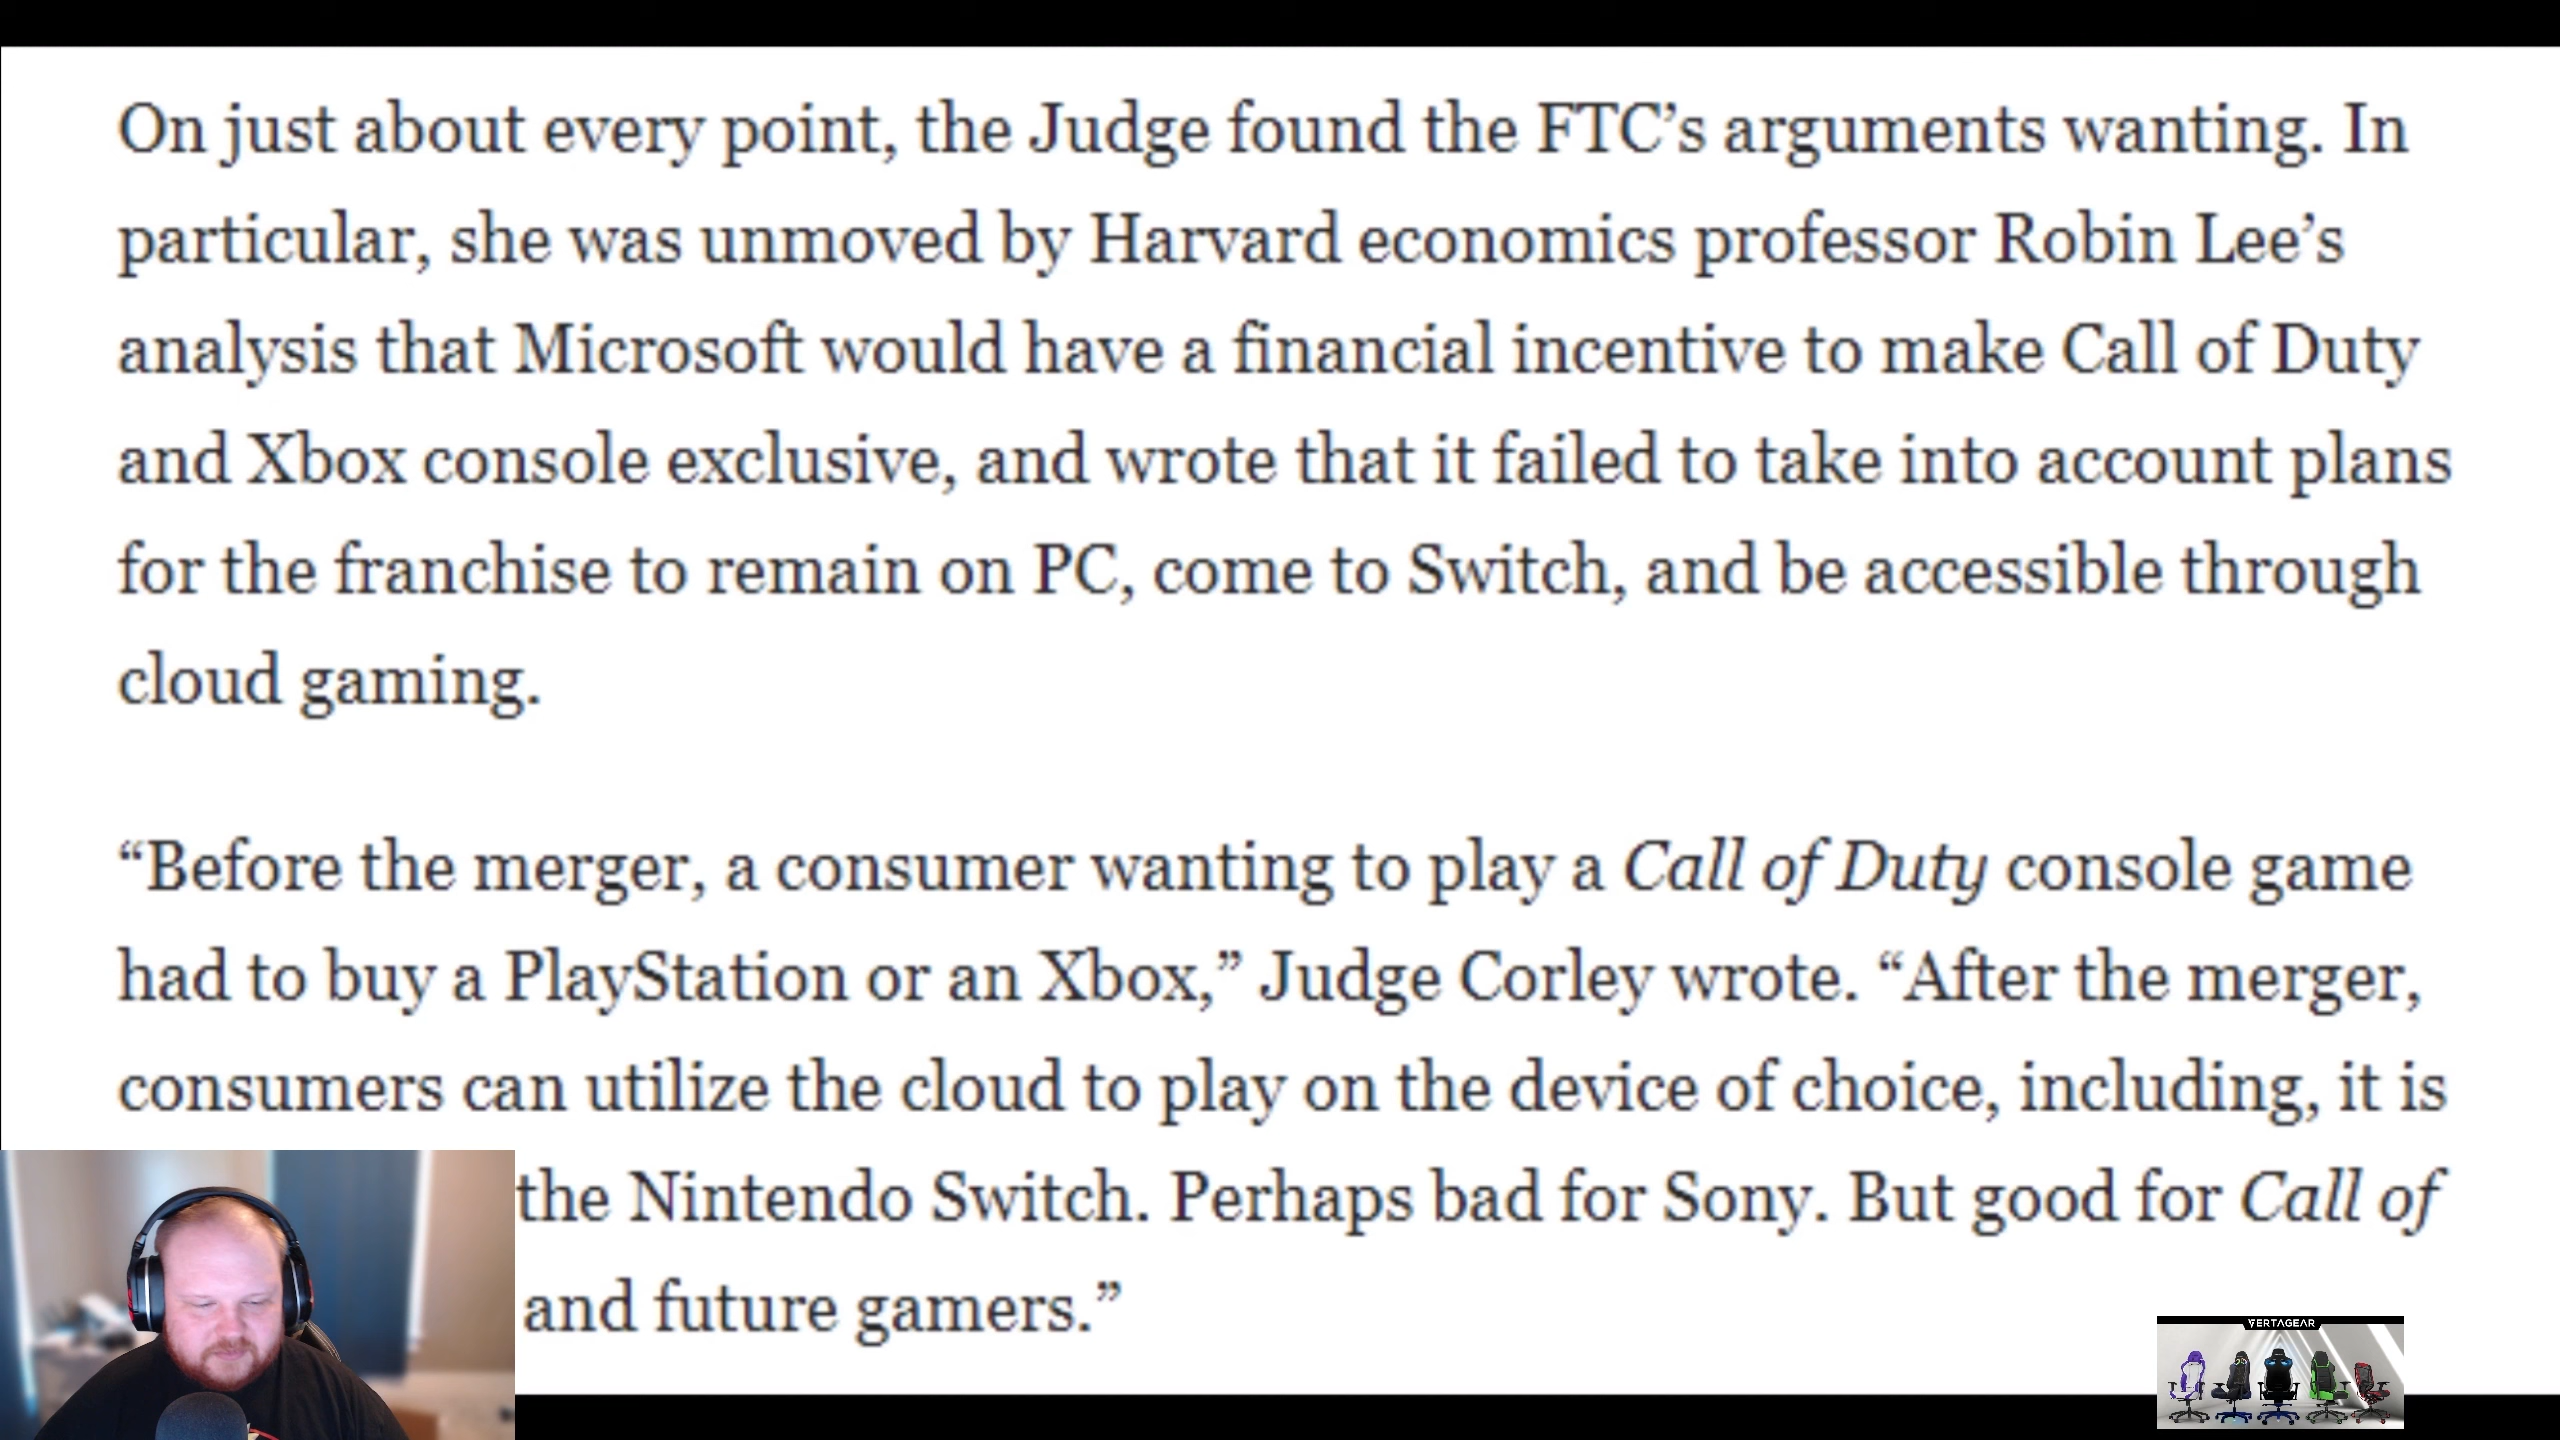 On just about every point, the Judge found the FTC’s arguments wanting. In
particular, she was unmoved by Harvard economics professor Robin Lee’s
analysis that Microsoft would have a financial incentive to make Call of Duty
and Xbox console exclusive, and wrote that it failed to take into account plans
for the franchise to remain on PC, come to Switch, and be accessible through
cloud gaming.
“Before the merger, a consumer wanting to play a Call of Duty console game
had to buy a PlayStation or an Xbox,” Judge Corley wrote. “After the merger,
consumers can utilize the cloud to play on the device of choice, including, it is
the Nintendo Switch. Perhaps bad for Sony. But good for Call of
and future gamers.”
VERTAGEAR